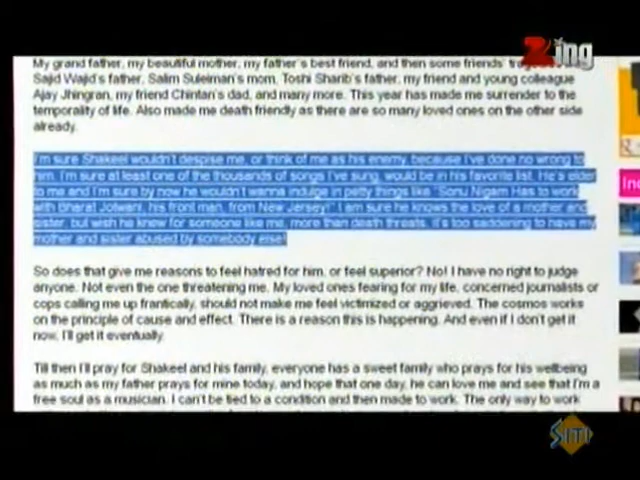 Zing
My grand father, my beautiful mother, my father's best friend, and then some friends'
Sajid Wajid's father, Salim Suleiman's mom, Toshi Sharib's father, my friend and young colleague
Ajay Jhingran, my friend Chintan's dad, and many more. This year has made me surrender to the
temporality of life. Also made me death friendly as there are so many loved ones on the other side
already.
I'm sure Shakeel wouldn't despise me, or think of me as his enemy, because I've done no wrong to
him. I'm sure at least one of the thousands of songs I've sung, would be in his favorite list. He's elder
to me and I'm sure by now he wouldn't wanna indulge in petty things like "Sonu Nigam Has to work
with Bharat Jotwani, his front man, from New Jersey!" I am sure he knows the love of a mother and
sister, but wish he knew for someone like me, more than death threats, it's too saddening to have my
mother and sister abused by somebody else!
So does that give me reasons to feel hatred for him, or feel superior? No! I have no right to judge
anyone. Not even the one threatening me. My loved ones fearing for my life, concerned journalists or
cops calling me up frantically, should not make me feel victimized or aggrieved. The cosmos works
on the principle of cause and effect. There is a reason this is happening. And even if I don't get it
now, I'll get it eventually.
Till then I'll pray for Shakeel and his family, everyone has a sweet family who prays for his wellbeing
as much as my father prays for mine today, and hope that one day, he can love me and see that I'm a
free soul as a musician. I can't be tied to a condition and then made to work. The only way to work
SITI